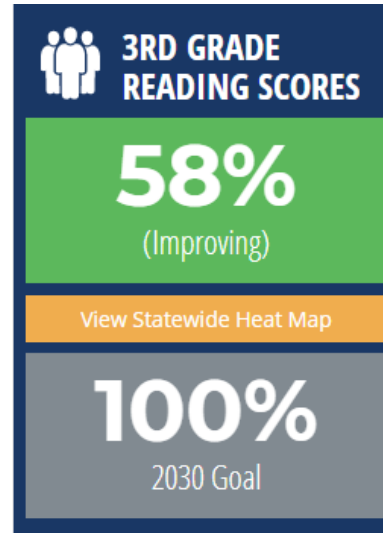 3RD GRADE
READING SCORES
58%
(Improving)
View Statewide Heat Map
100%
2030 Goal